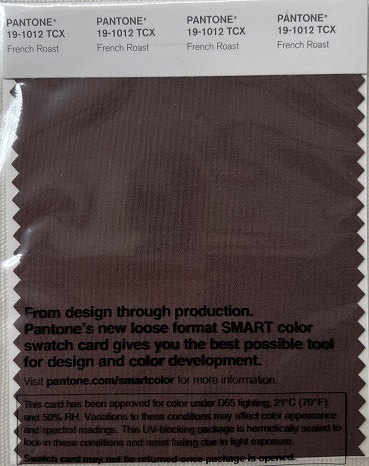 PANTONE® PANTONE® PANTONE® PANTONE®
19-1012 TCX 19-1012 TCX 19-1012 TCX 19-1012 TCX
French Roast French Roast French Roast French Roast
From design through production.
Pantone's new loose format SMART color
swatch card gives you the best possible tool
for design and color development.
Visit pantone.com/smartcolor for more information.
This card has been approved for color under D65 lighting, 21°C (70°F)
and 50% RH. Variations to these conditions may affect color appearance
and spectral readings. This UV-blocking package is hermetically sealed to
lock-in these conditions and resist fading due to light exposure.
Swatch card may not be returned once package is opened.